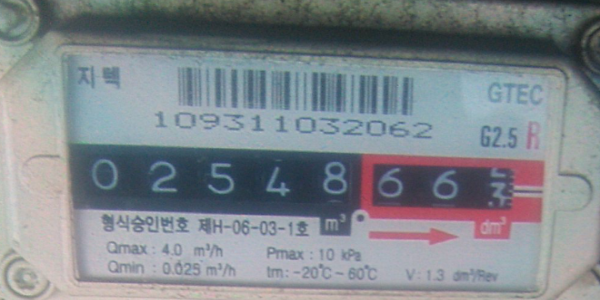 지텍
GTEC
109311032062
G2.5 R
02548 66
m³ dm³
형식승인번호 제H-06-03-1호
Qmax : 4.0 m³/h Pmax : 10 kPa
Qmin : 0.025 m³/h tm: -20℃ ~ 60℃ V: 1.3 dm³/Rev